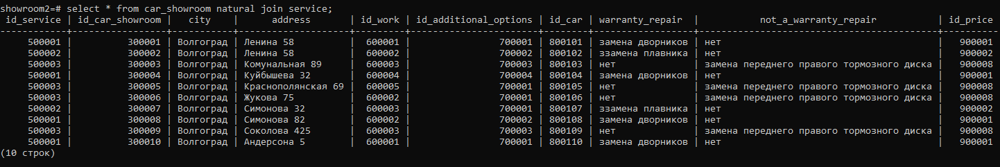 showroom2=# select * from car_showroom natural join service;
 id_service | id_car_showroom |   city    |      address       | id_work | id_additional_options | id_car | warranty_repair  |           not_a_warranty_repair            | id_price
------------+-----------------+-----------+--------------------+---------+-----------------------+--------+------------------+--------------------------------------------+----------
     500001 |          300001 | Волгоград | Ленина 58          |  600001 |                700001 | 800101 | замена дворников | нет                                        |   900001
     500002 |          300002 | Волгоград | Ленина 58          |  600002 |                700002 | 800102 | ззамена плавника | нет                                        |   900002
     500003 |          300003 | Волгоград | Комунальная 89     |  600003 |                700003 | 800103 | нет              | замена переднего правого тормозного диска |   900008
     500001 |          300004 | Волгоград | Куйбышева 32       |  600004 |                700004 | 800104 | замена дворников | нет                                        |   900001
     500003 |          300005 | Волгоград | Краснополянская 69 |  600005 |                700001 | 800105 | нет              | замена переднего правого тормозного диска |   900008
     500003 |          300006 | Волгоград | Жукова 75          |  600002 |                700001 | 800106 | нет              | замена переднего правого тормозного диска |   900008
     500002 |          300007 | Волгоград | Симонова 32        |  600003 |                700001 | 800107 | ззамена плавника | нет                                        |   900002
     500001 |          300008 | Волгоград | Симонова 82        |  600002 |                700002 | 800108 | замена дворников | нет                                        |   900001
     500003 |          300009 | Волгоград | Соколова 425       |  600003 |                700003 | 800109 | нет              | замена переднего правого тормозного диска |   900008
     500001 |          300010 | Волгоград | Андерсона 5        |  600001 |                700001 | 800110 | замена дворников | нет                                        |   900001
(10 строк)